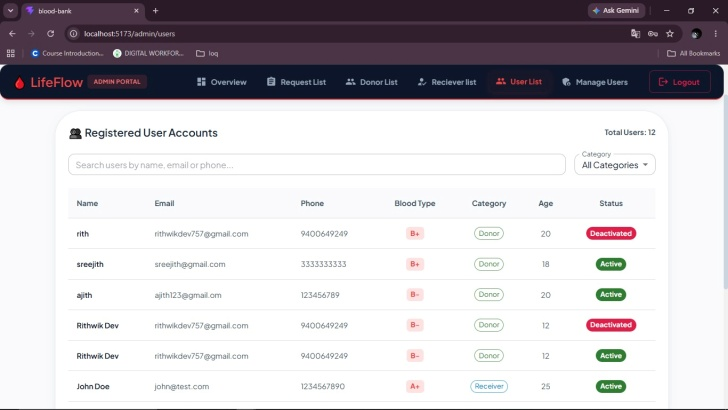 blood-bank
Ask Gemini
localhost:5173/admin/users
Course Introduction...
DIGITAL WORKFOR...
loq
All Bookmarks
LifeFlow ADMIN PORTAL Overview Request List Donor List Reciever list User List Manage Users Logout
Registered User Accounts
Total Users: 12
Search users by name, email or phone...
Category
All Categories
Name Email Phone Blood Type Category Age Status
rith rithwikdev757@gmail.com 9400649249 B+ Donor 20 Deactivated
sreejith sreejith@gmail.com 3333333333 B+ Donor 18 Active
ajith ajith123@gmail.om 123456789 B- Donor 20 Active
Rithwik Dev rithwikdev757@gmail.com 9400649249 B- Donor 12 Deactivated
Rithwik Dev rithwikdev757@gmail.com 9400649249 B- Donor 12 Active
John Doe john@test.com 1234567890 A+ Receiver 25 Active